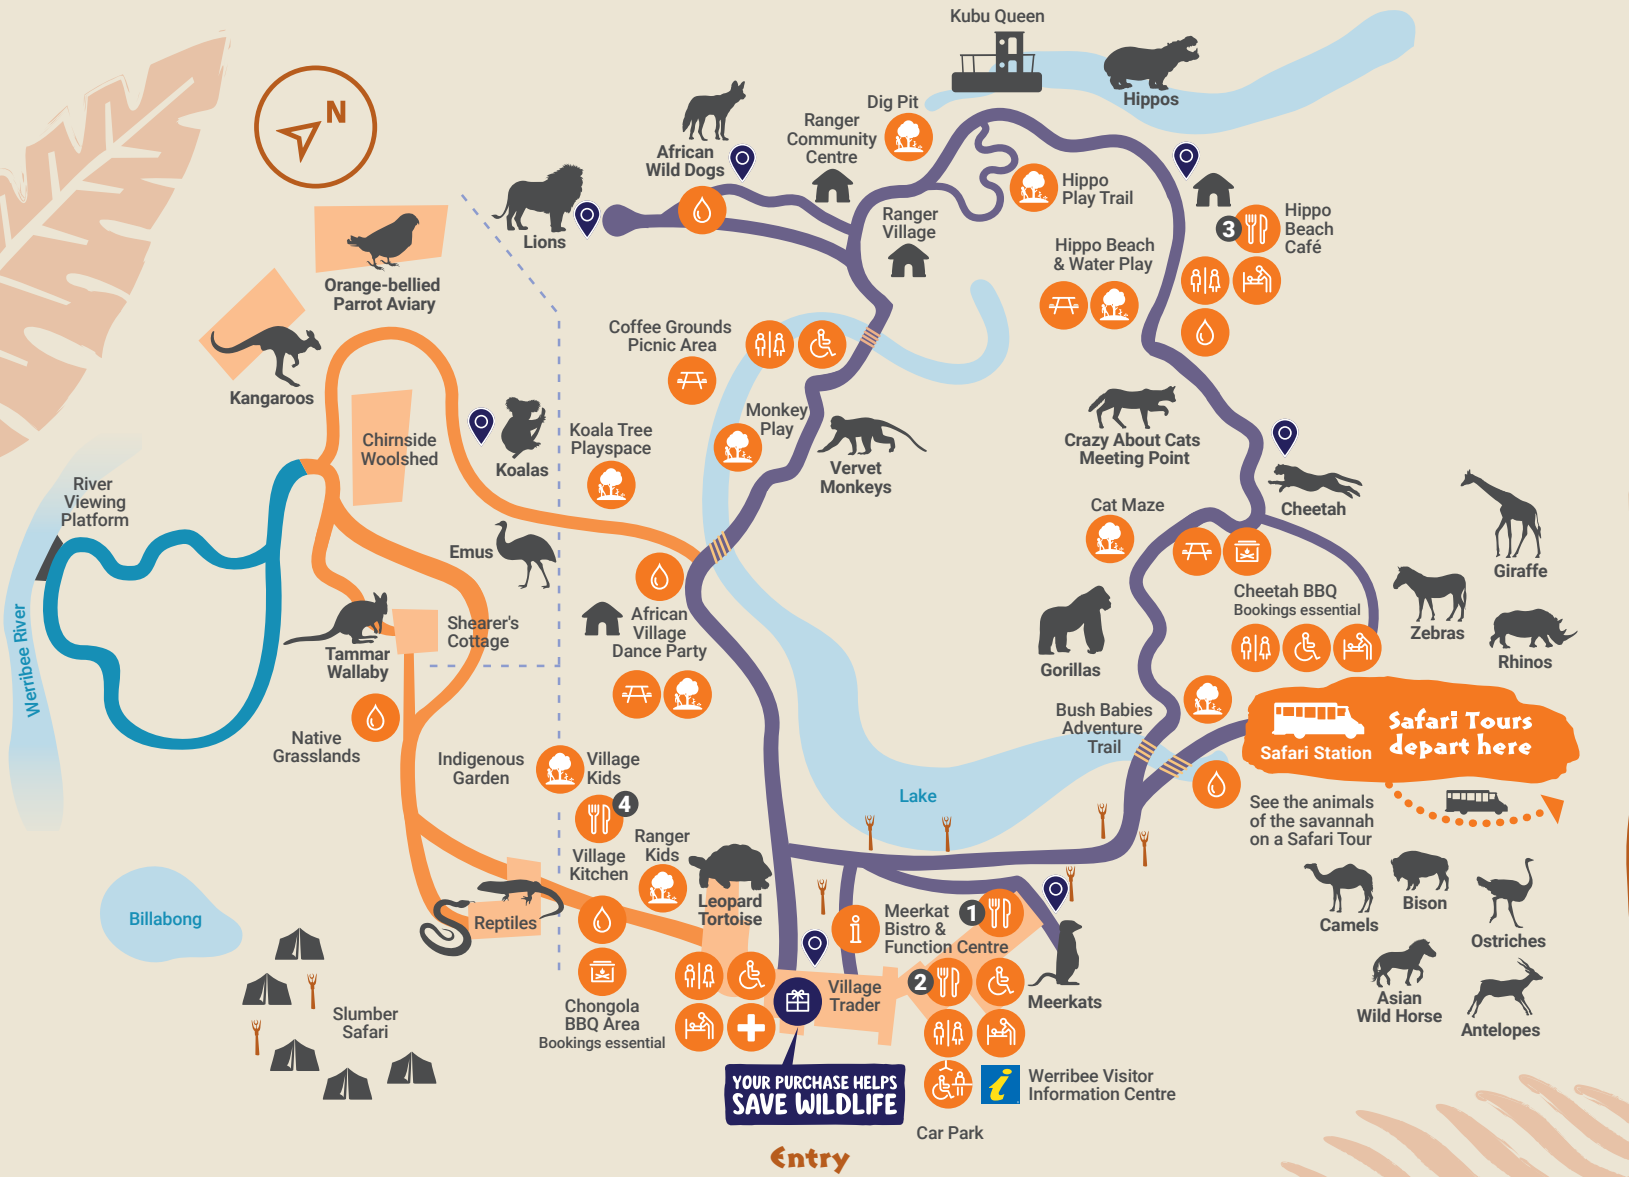 Kubu Queen
Hippos
Dig Pit
Ranger
Community
Centre
African
Wild Dogs
N
Lions
Ranger
Village
Hippo
Play Trail
3
Hippo
Beach
Café
Hippo Beach
& Water Play
Orange-bellied
Parrot Aviary
Kangaroos
Coffee Grounds
Picnic Area
Chirnside
Woolshed
Koalas
Koala Tree
Playspace
Monkey
Play
Vervet
Monkeys
Crazy About Cats
Meeting Point
Cheetah
Cat Maze
Giraffe
River
Viewing
Platform
Emus
Werribee River
Tammar
Wallaby
Shearer's
Cottage
African
Village
Dance Party
Cheetah BBQ
Bookings essential
Zebras
Rhinos
Gorillas
Bush Babies
Adventure
Trail
Safari Station
Safari Tours
depart here
Native
Grasslands
Indigenous
Garden
Village
Kids
4
Village
Kitchen
Ranger
Kids
Lake
See the animals
of the savannah
on a Safari Tour
Camels
Bison
Ostriches
Asian
Wild Horse
Antelopes
Billabong
Reptiles
Leopard
Tortoise
i
Meerkat
Bistro &
Function Centre
1
2
Meerkats
Village
Trader
Slumber
Safari
Chongola
BBQ Area
Bookings essential
YOUR PURCHASE HELPS
SAVE WILDLIFE
i
Werribee Visitor
Information Centre
Car Park
Entry